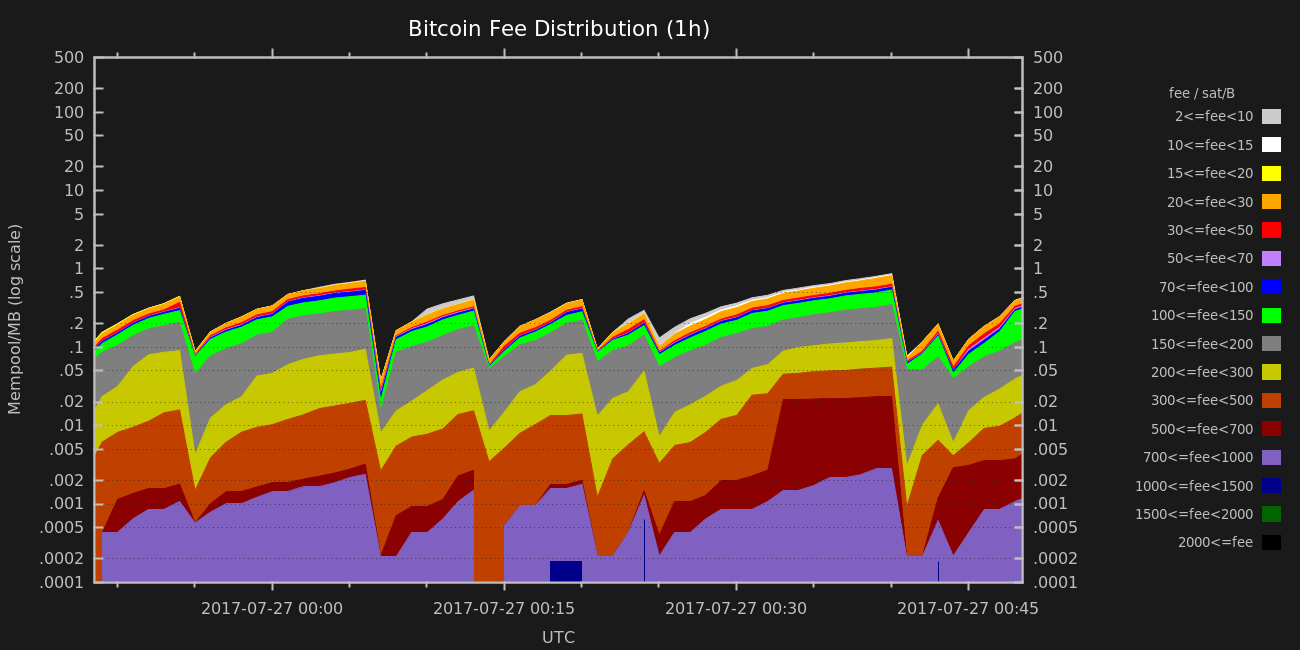 Bitcoin Fee Distribution (1h)
Mempool/MB (log scale)
500
200
100
50
20
10
5
2
1
.5
.2
.1
.05
.02
.01
.005
.002
.001
.0005
.0002
.0001
500
200
100
50
20
10
5
2
1
.5
.2
.1
.05
.02
.01
.005
.002
.001
.0005
.0002
.0001
2017-07-27 00:00 2017-07-27 00:15 2017-07-27 00:30 2017-07-27 00:45
UTC
fee / sat/B
2<=fee<10
10<=fee<15
15<=fee<20
20<=fee<30
30<=fee<50
50<=fee<70
70<=fee<100
100<=fee<150
150<=fee<200
200<=fee<300
300<=fee<500
500<=fee<700
700<=fee<1000
1000<=fee<1500
1500<=fee<2000
2000<=fee